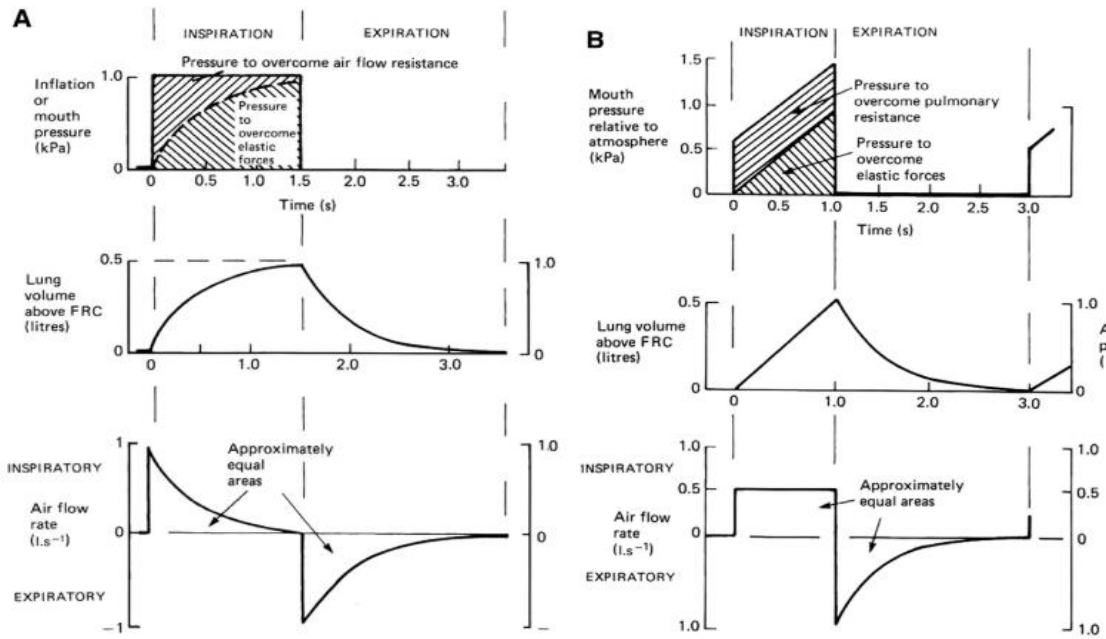 A
INSPIRATION
EXPIRATION
Pressure to overcome air flow resistance
Inflation
or
mouth
pressure
(kPa)
1.0
0
Pressure
to
overcome
elastic
forces
0 0.5 1.0 1.5 2.0 2.5 3.0
Time (s)
Lung
volume
above FRC
(litres)
0.5
0
1.0
0
0 1.0 2.0 3.0
Approximately
equal
areas
INSPIRATORY
Air flow
rate
(l.s⁻¹)
EXPIRATORY
1
0
−1
1.0
0
–
B
INSPIRATION
EXPIRATION
Mouth
pressure
relative to
atmosphere
(kPa)
1.5
1.0
0.5
0
Pressure to
overcome pulmonary
resistance
Pressure to
overcome
elastic forces
0 0.5 1.0 1.5 2.0 2.5 3.0
Time (s)
Lung volume
above FRC
(litres)
0.5
0
1.0
0
A
p
(
0 1.0 2.0 3.0
INSPIRATORY
Air flow
rate
(l.s⁻¹)
EXPIRATORY
1.0
0.5
0
1.0
Approximately
equal areas
1.0
0.5
0
1.0